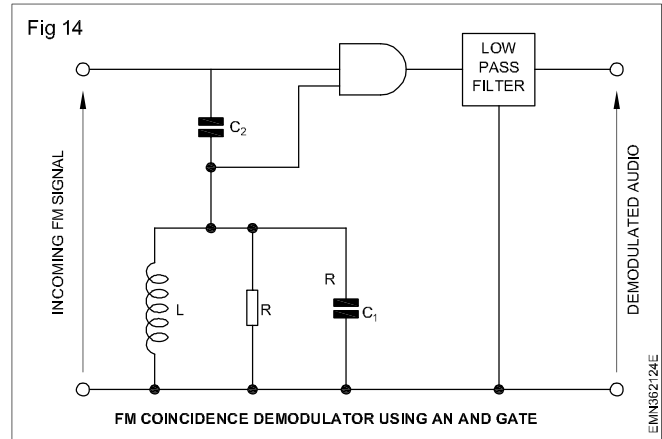 Fig 14
LOW
PASS
FILTER
C2
INCOMING FM SIGNAL
DEMODULATED AUDIO
L
R
R
C1
FM COINCIDENCE DEMODULATOR USING AN AND GATE
EMN362124E